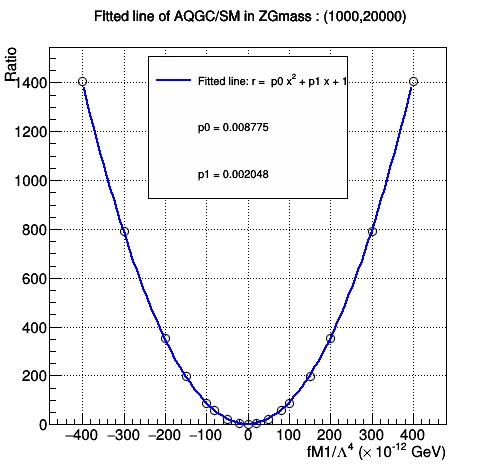 Fitted line of AQGC/SM in ZGmass : (1000,20000)
Ratio
Fitted line: r = p0 x² + p1 x + 1
p0 = 0.008775
p1 = 0.002048
1400
1200
1000
800
600
400
200
0
−400 −300 −200 −100 0 100 200 300 400
fM1/Λ⁴ (× 10⁻¹² GeV)